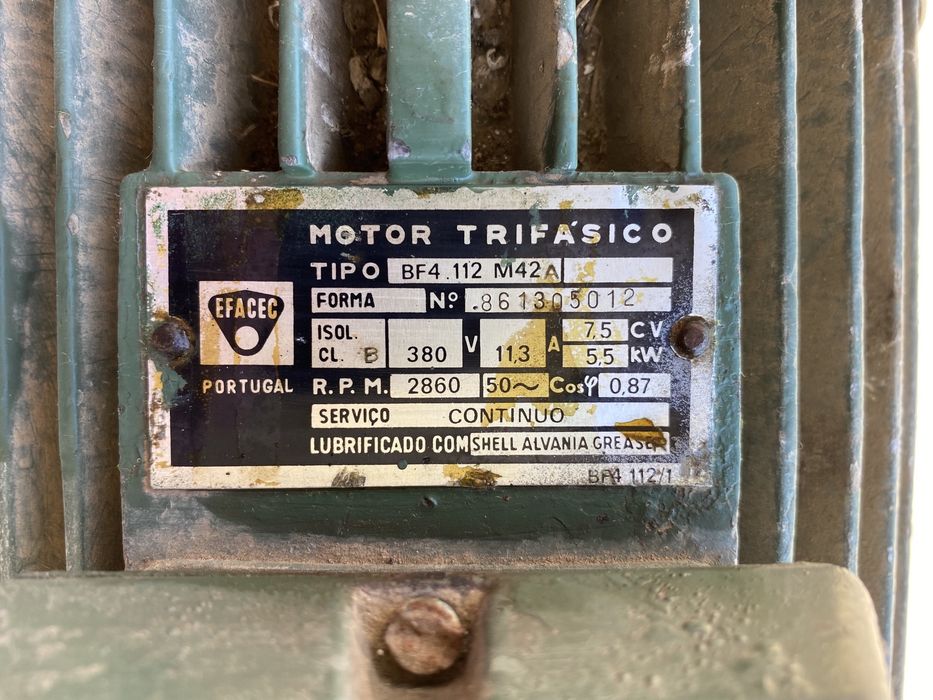 MOTOR TRIFÁSICO
TIPO BF4.112 M42A
FORMA Nº 861305012
EFACEC
ISOL. CL. B 380 V 11,3 A 7,5 CV 5,5 kW
PORTUGAL R.P.M. 2860 50~ Cosφ 0,87
SERVIÇO CONTINUO
LUBRIFICADO COM SHELL ALVANIA GREASE
BF4 112/1